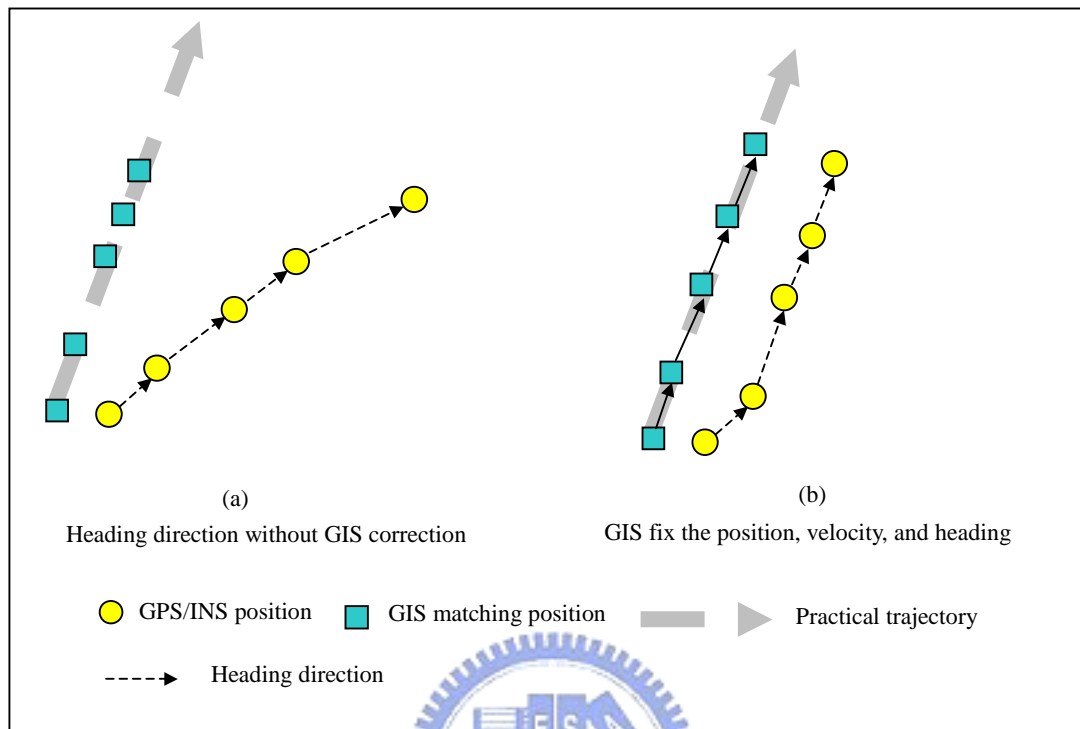 (a)
Heading direction without GIS correction
(b)
GIS fix the position, velocity, and heading
GPS/INS position
GIS matching position
Practical trajectory
Heading direction